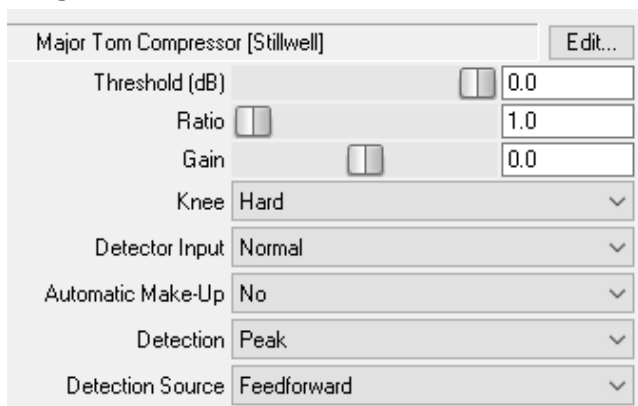 Major Tom Compressor [Stillwell] Edit...
Threshold (dB) 0.0
Ratio 1.0
Gain 0.0
Knee Hard
Detector Input Normal
Automatic Make-Up No
Detection Peak
Detection Source Feedforward